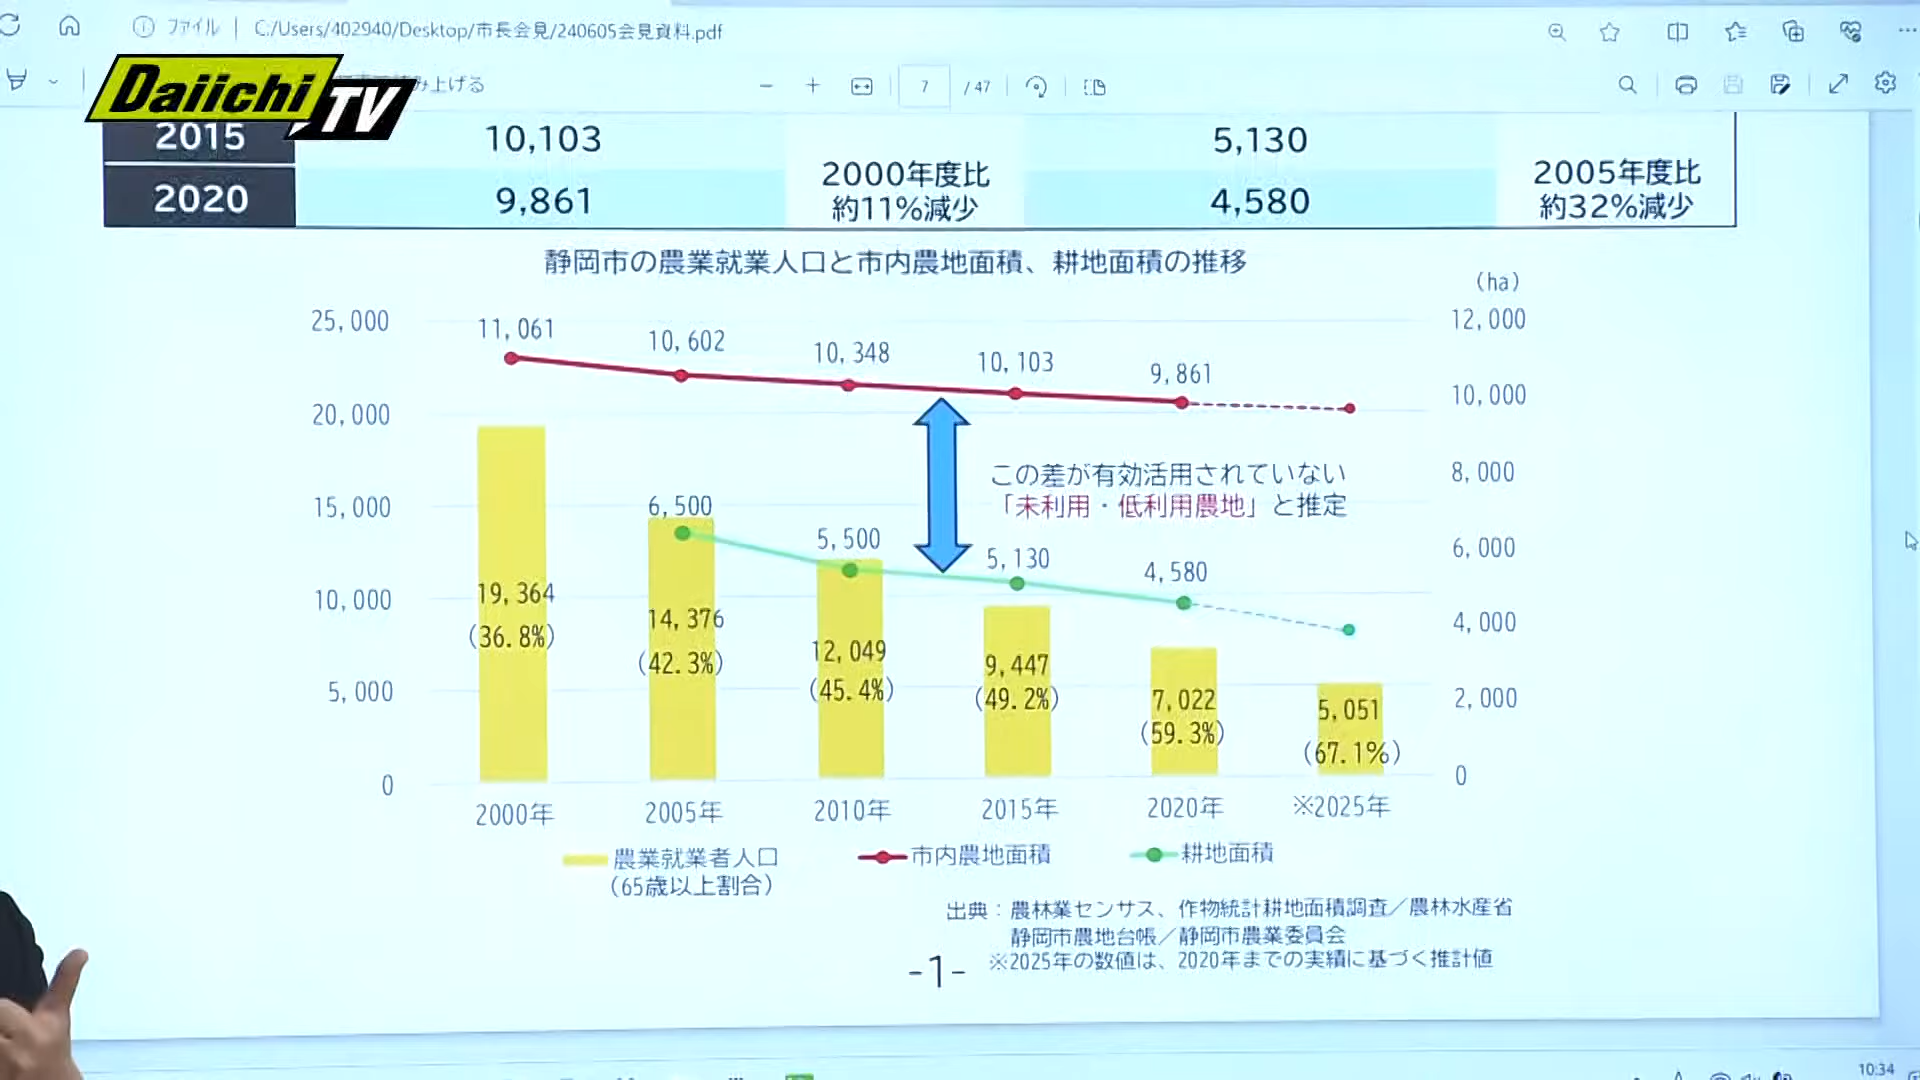 ファイル C:/Users/402940/Desktop/市長会見/240605会見資料.pdf
Daiichi TV
み上げる
7 / 47
2015 10,103 5,130
2020 9,861 4,580
2000年度比
約11%減少
2005年度比
約32%減少
静岡市の農業就業人口と市内農地面積、耕地面積の推移
(ha)
25,000
20,000
15,000
10,000
5,000
0
12,000
10,000
8,000
6,000
4,000
2,000
0
11,061
10,602
10,348
10,103
9,861
この差が有効活用されていない
「未利用・低利用農地」と推定
6,500
5,500
5,130
4,580
19,364
(36.8%)
14,376
(42.3%)
12,049
(45.4%)
9,447
(49.2%)
7,022
(59.3%)
5,051
(67.1%)
2000年 2005年 2010年 2015年 2020年 ※2025年
農業就業者人口
(65歳以上割合)
市内農地面積
耕地面積
出典：農林業センサス、作物統計耕地面積調査／農林水産省
静岡市農地台帳／静岡市農業委員会
※2025年の数値は、2020年までの実績に基づく推計値
-1-
10:34